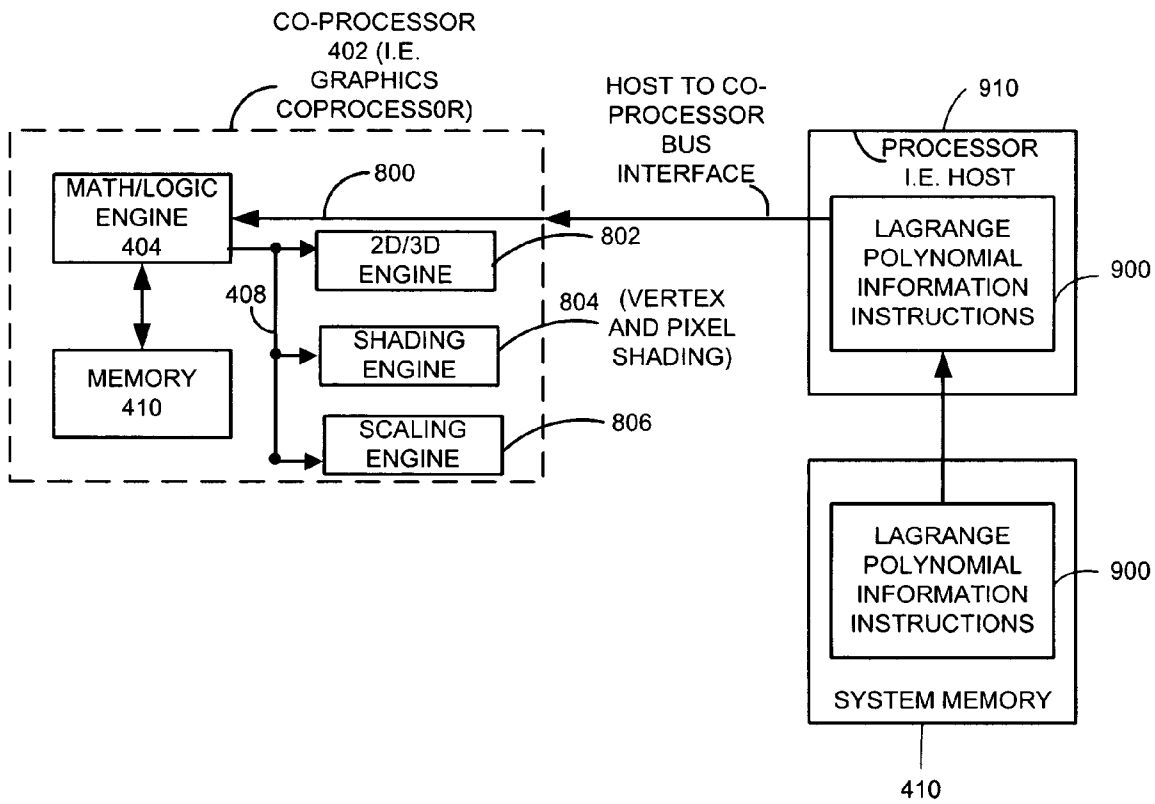 CO-PROCESSOR
402 (I.E.
GRAPHICS
COPROCESS0R)
MATH/LOGIC
ENGINE
404
MEMORY
410
408
800
2D/3D
ENGINE
802
SHADING
ENGINE
804
(VERTEX
AND PIXEL
SHADING)
SCALING
ENGINE
806
HOST TO CO-
PROCESSOR
BUS
INTERFACE
910
PROCESSOR
I.E. HOST
LAGRANGE
POLYNOMIAL
INFORMATION
INSTRUCTIONS
900
LAGRANGE
POLYNOMIAL
INFORMATION
INSTRUCTIONS
900
SYSTEM MEMORY
410